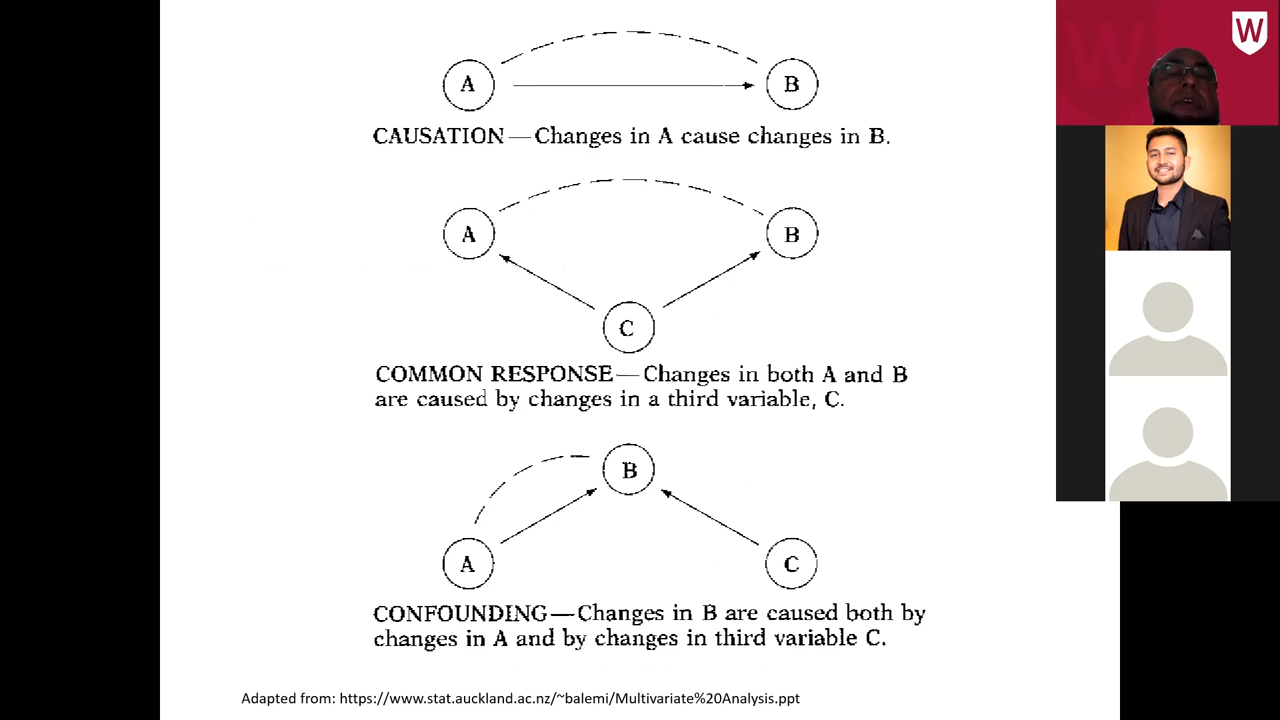 A
B
CAUSATION—Changes in A cause changes in B.
A
B
C
COMMON RESPONSE—Changes in both A and B
are caused by changes in a third variable, C.
B
A
C
CONFOUNDING—Changes in B are caused both by
changes in A and by changes in third variable C.
Adapted from: https://www.stat.auckland.ac.nz/~balemi/Multivariate%20Analysis.ppt
W
W